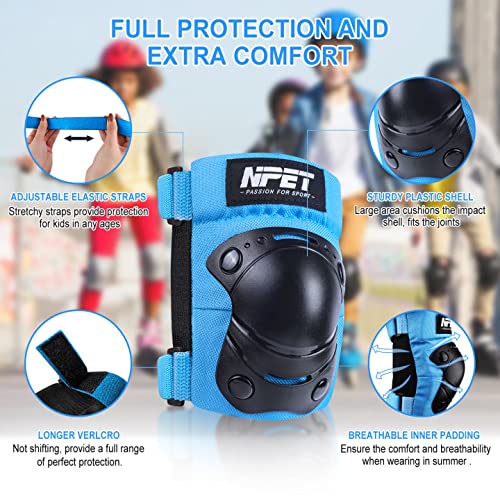 FULL PROTECTION AND
EXTRA COMFORT
NPET
PASSION FOR SPORT
ADJUSTABLE ELASTIC STRAPS
Stretchy straps provide protection
for kids in any ages
STURDY PLASTIC SHELL
Large area cushions the impact
shell, fits the joints
LONGER VERLCRO
Not shifting, provide a full range
of perfect protection.
BREATHABLE INNER PADDING
Ensure the comfort and breathability
when wearing in summer .